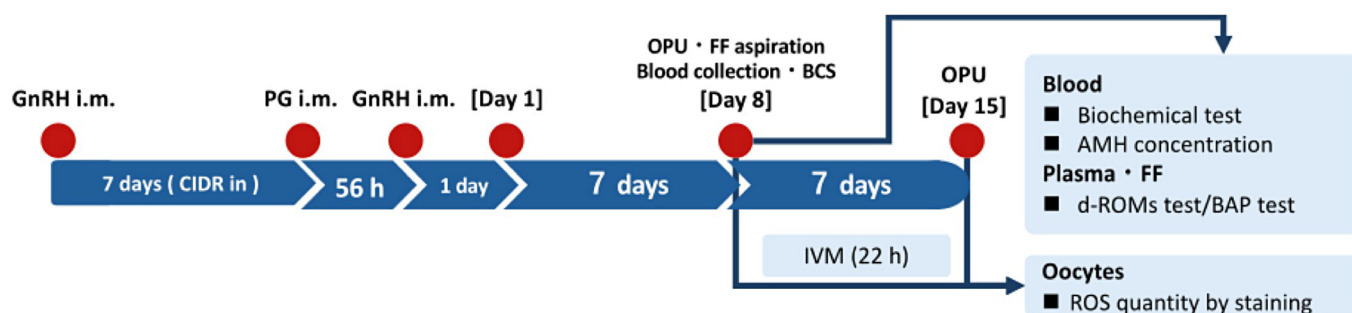 OPU・FF aspiration
Blood collection・BCS
[Day 8]
OPU
[Day 15]
GnRH i.m.
PG i.m.
GnRH i.m.
[Day 1]
7 days ( CIDR in )
56 h
1 day
7 days
7 days
IVM (22 h)
Blood
■ Biochemical test
■ AMH concentration
Plasma・FF
■ d-ROMs test/BAP test
Oocytes
■ ROS quantity by staining